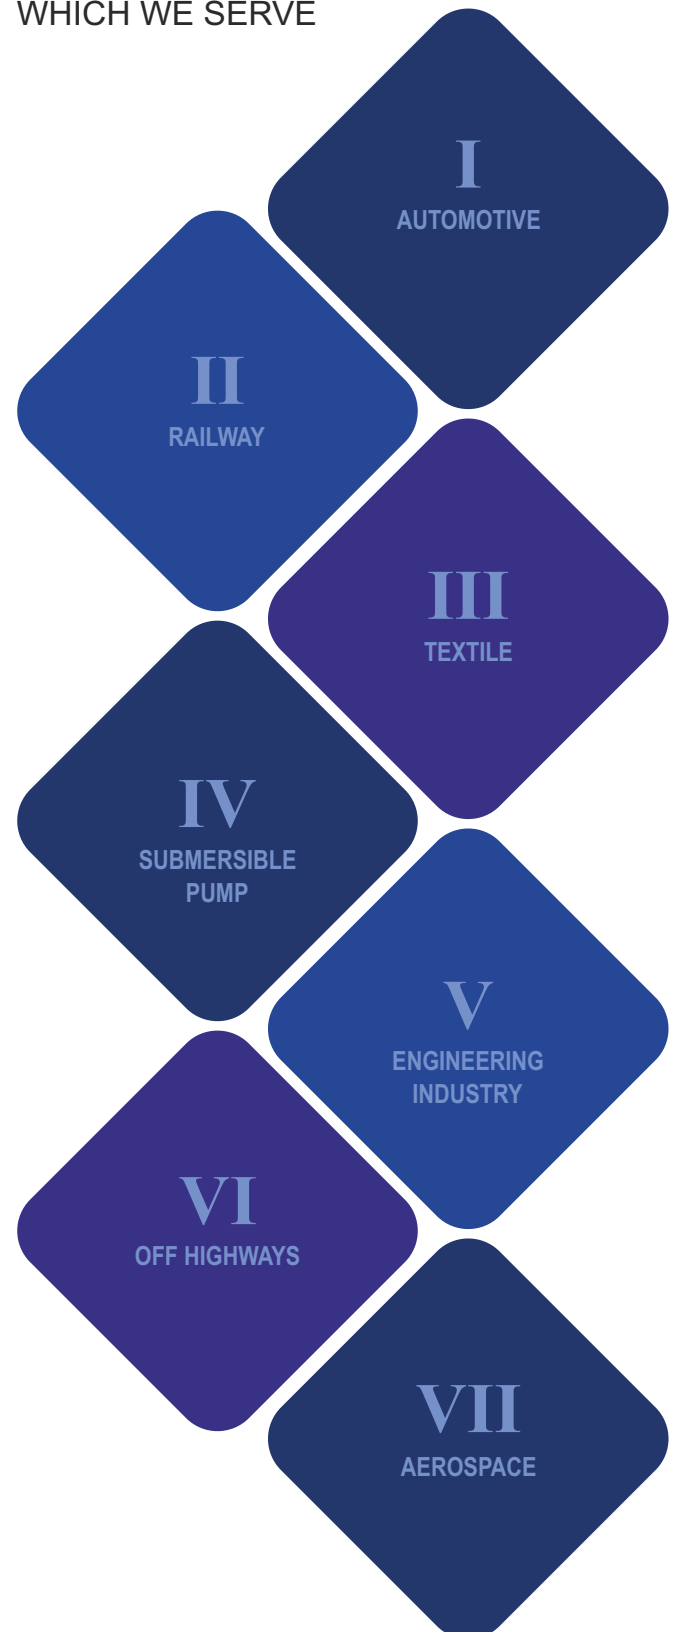 WHICH WE SERVE
I
AUTOMOTIVE
II
RAILWAY
III
TEXTILE
IV
SUBMERSIBLE
PUMP
V
ENGINEERING
INDUSTRY
VI
OFF HIGHWAYS
VII
AEROSPACE